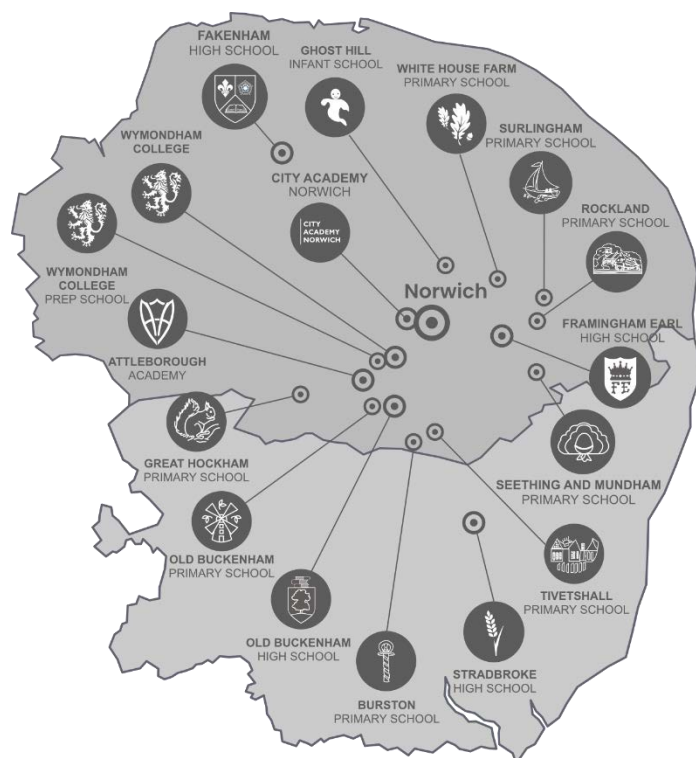 FAKENHAM
HIGH SCHOOL
GHOST HILL
INFANT SCHOOL
WHITE HOUSE FARM
PRIMARY SCHOOL
SURLINGHAM
PRIMARY SCHOOL
WYMONDHAM
COLLEGE
CITY ACADEMY
NORWICH
CITY
ACADEMY
NORWICH
ROCKLAND
PRIMARY SCHOOL
WYMONDHAM
COLLEGE
PREP SCHOOL
Norwich
FRAMINGHAM EARL
HIGH SCHOOL
FE
ATTLEBOROUGH
ACADEMY
GREAT HOCKHAM
PRIMARY SCHOOL
SEETHING AND MUNDHAM
PRIMARY SCHOOL
OLD BUCKENHAM
PRIMARY SCHOOL
TIVETSHALL
PRIMARY SCHOOL
OLD BUCKENHAM
HIGH SCHOOL
STRADBROKE
HIGH SCHOOL
BURSTON
PRIMARY SCHOOL